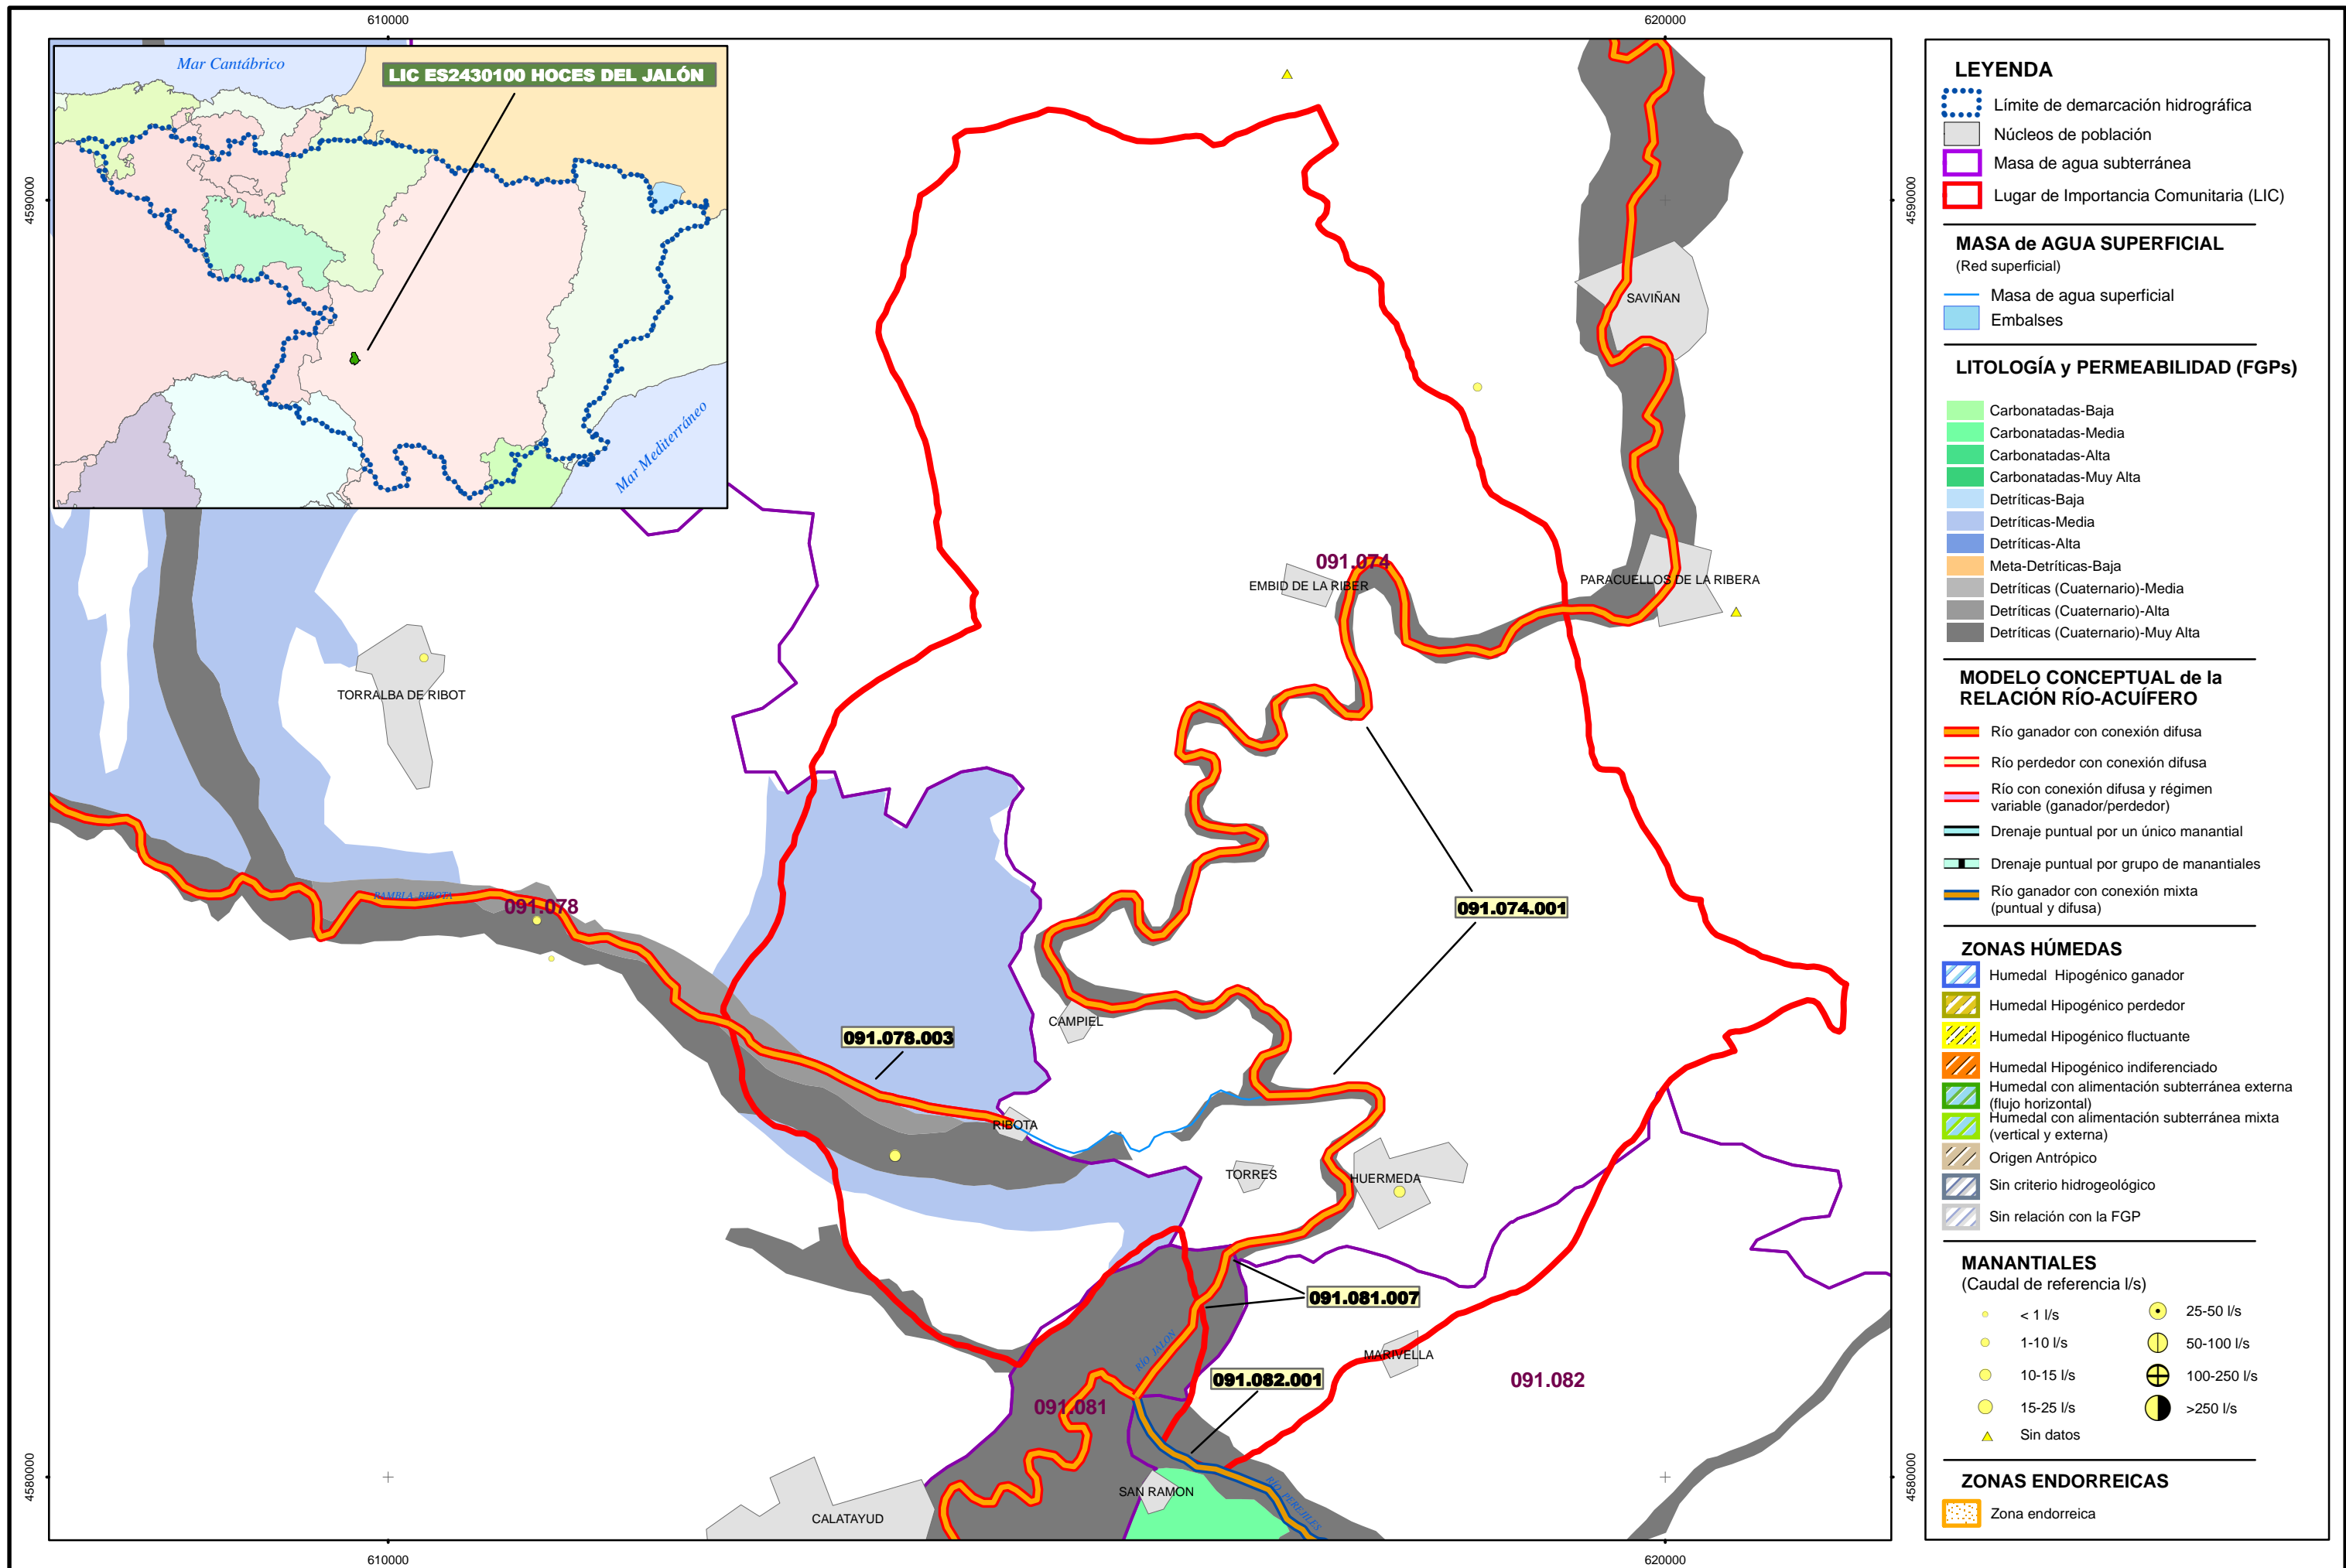 610000
620000
4590000
4590000
4580000
4580000
610000
620000
Mar Cantábrico
LIC ES2430100 HOCES DEL JALÓN
Mar Mediterráneo
SAVIÑAN
091.074
EMBID DE LA RIBER
PARACUELLOS DE LA RIBERA
TORRALBA DE RIBOT
RAMBLA RIBOTA
091.078
091.074.001
CAMPIEL
091.078.003
RIBOTA
TORRES
HUERMEDA
091.081.007
RÍO JALÓN
MARIVELLA
091.082.001
091.082
091.081
SAN RAMON
RÍO PEREJILES
CALATAYUD
LEYENDA
Límite de demarcación hidrográfica
Núcleos de población
Masa de agua subterránea
Lugar de Importancia Comunitaria (LIC)
MASA de AGUA SUPERFICIAL
(Red superficial)
Masa de agua superficial
Embalses
LITOLOGÍA y PERMEABILIDAD (FGPs)
Carbonatadas-Baja
Carbonatadas-Media
Carbonatadas-Alta
Carbonatadas-Muy Alta
Detríticas-Baja
Detríticas-Media
Detríticas-Alta
Meta-Detríticas-Baja
Detríticas (Cuaternario)-Media
Detríticas (Cuaternario)-Alta
Detríticas (Cuaternario)-Muy Alta
MODELO CONCEPTUAL de la
RELACIÓN RÍO-ACUÍFERO
Río ganador con conexión difusa
Río perdedor con conexión difusa
Río con conexión difusa y régimen
variable (ganador/perdedor)
Drenaje puntual por un único manantial
Drenaje puntual por grupo de manantiales
Río ganador con conexión mixta
(puntual y difusa)
ZONAS HÚMEDAS
Humedal Hipogénico ganador
Humedal Hipogénico perdedor
Humedal Hipogénico fluctuante
Humedal Hipogénico indiferenciado
Humedal con alimentación subterránea externa
(flujo horizontal)
Humedal con alimentación subterránea mixta
(vertical y externa)
Origen Antrópico
Sin criterio hidrogeológico
Sin relación con la FGP
MANANTIALES
(Caudal de referencia l/s)
< 1 l/s
25-50 l/s
1-10 l/s
50-100 l/s
10-15 l/s
100-250 l/s
15-25 l/s
>250 l/s
Sin datos
ZONAS ENDORREICAS
Zona endorreica